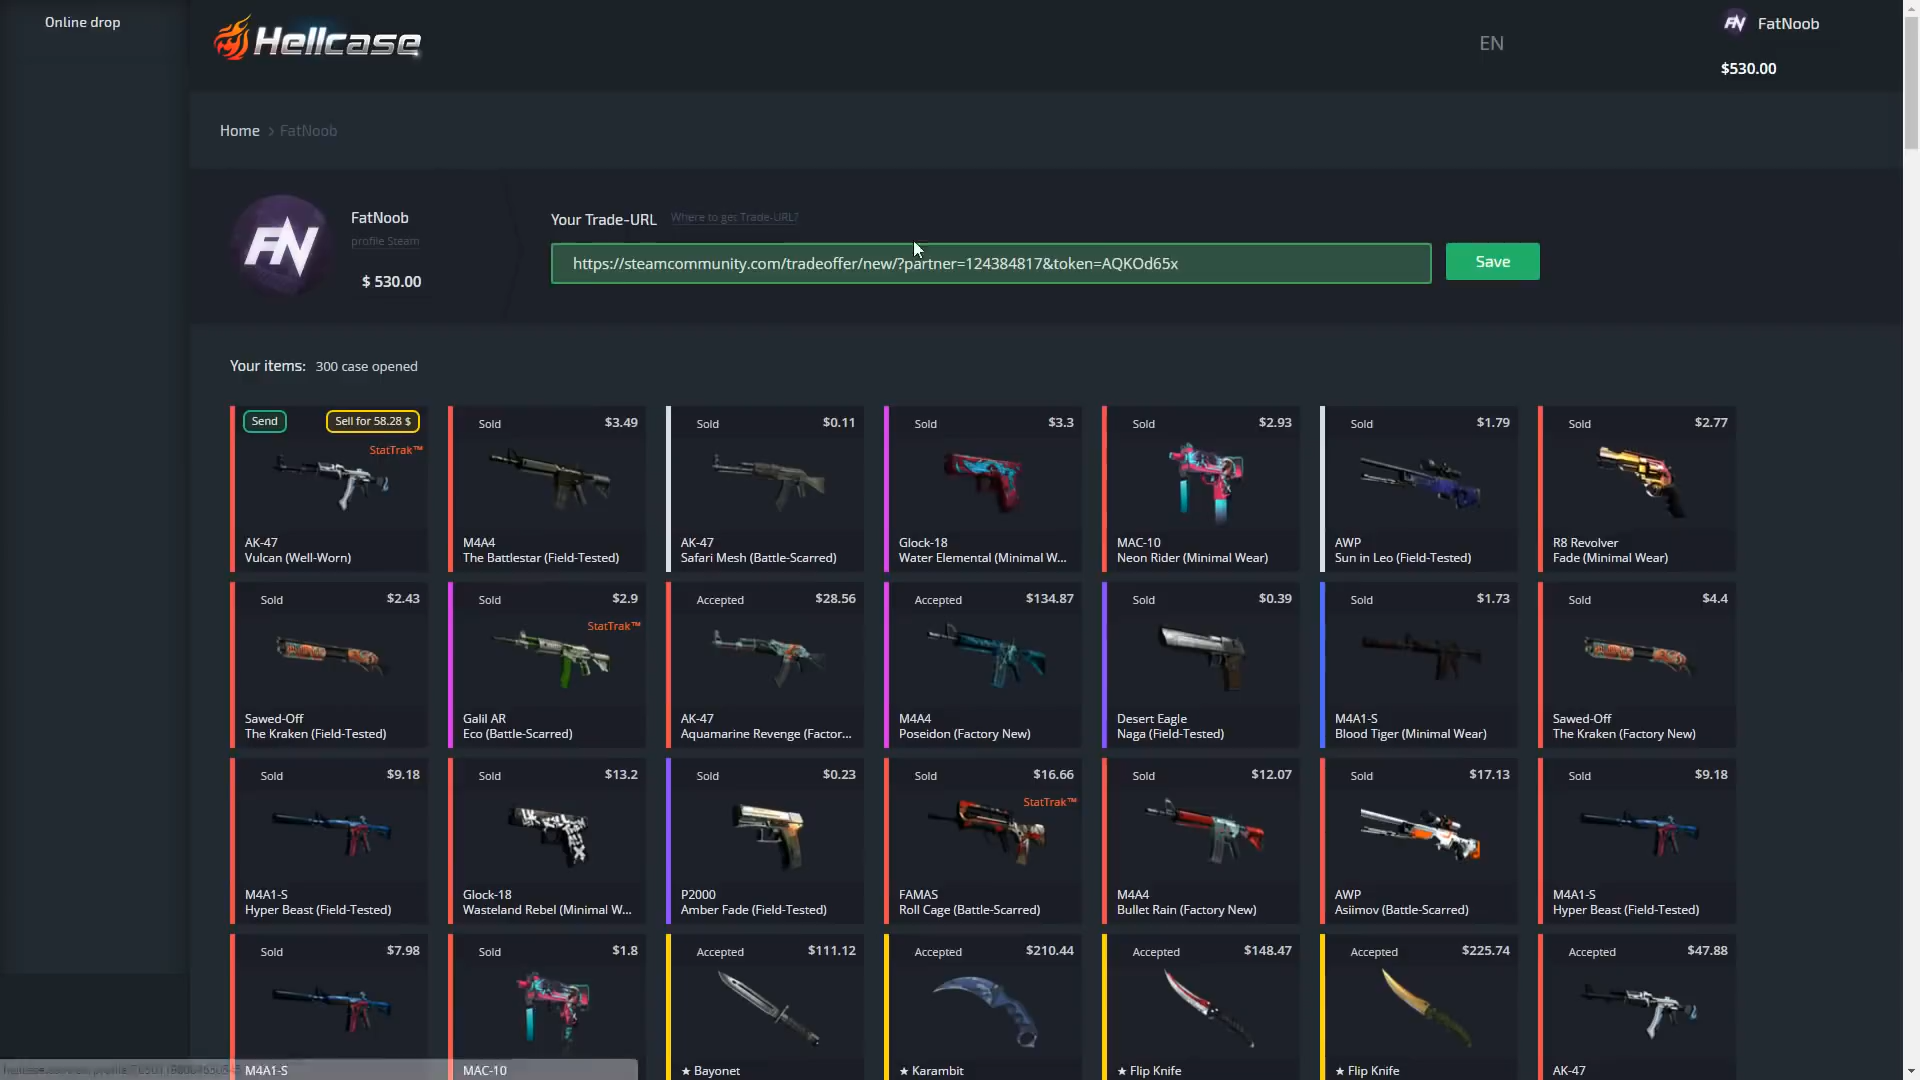 Online drop
Hellcase
EN
FatNoob
$530.00
Home > FatNoob
FN
FatNoob
profile Steam
$ 530.00
Your Trade-URL Where to get Trade-URL?
https://steamcommunity.com/tradeoffer/new/?partner=124384817&token=AQKOd65x
Save
Your items: 300 case opened
Send Sell for 58.28 $
StatTrak™
AK-47
Vulcan (Well-Worn)
Sold $3.49
M4A4
The Battlestar (Field-Tested)
Sold $0.11
AK-47
Safari Mesh (Battle-Scarred)
Sold $3.3
Glock-18
Water Elemental (Minimal W...
Sold $2.93
MAC-10
Neon Rider (Minimal Wear)
Sold $1.79
AWP
Sun in Leo (Field-Tested)
Sold $2.77
R8 Revolver
Fade (Minimal Wear)
Sold $2.43
Sawed-Off
The Kraken (Field-Tested)
Sold $2.9
StatTrak™
Galil AR
Eco (Battle-Scarred)
Accepted $28.56
AK-47
Aquamarine Revenge (Factor...
Accepted $134.87
M4A4
Poseidon (Factory New)
Sold $0.39
Desert Eagle
Naga (Field-Tested)
Sold $1.73
M4A1-S
Blood Tiger (Minimal Wear)
Sold $4.4
Sawed-Off
The Kraken (Factory New)
Sold $9.18
M4A1-S
Hyper Beast (Field-Tested)
Sold $13.2
Glock-18
Wasteland Rebel (Minimal W...
Sold $0.23
P2000
Amber Fade (Field-Tested)
Sold $16.66
StatTrak™
FAMAS
Roll Cage (Battle-Scarred)
Sold $12.07
M4A4
Bullet Rain (Factory New)
Sold $17.13
AWP
Asiimov (Battle-Scarred)
Sold $9.18
M4A1-S
Hyper Beast (Field-Tested)
Sold $7.98
M4A1-S
Sold $1.8
MAC-10
Accepted $111.12
★ Bayonet
Accepted $210.44
★ Karambit
Accepted $148.47
★ Flip Knife
Accepted $225.74
★ Flip Knife
Accepted $47.88
AK-47